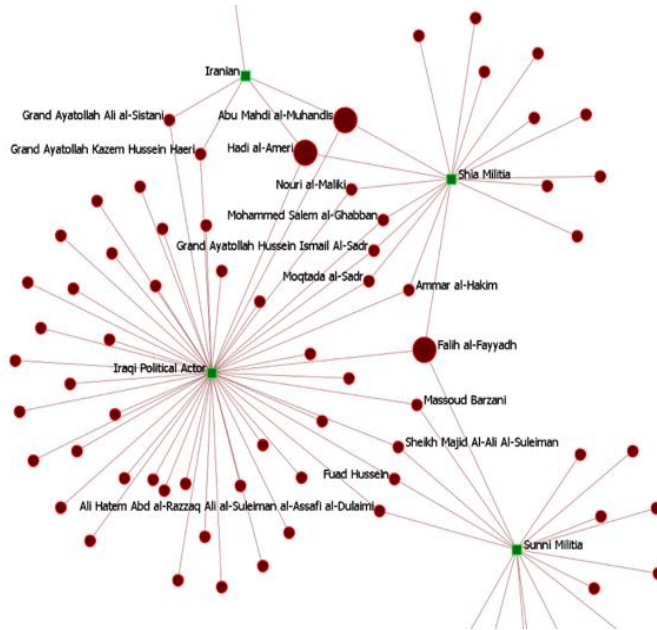 Iranian
Grand Ayatollah Ali al-Sistani
Abu Mahdi al-Muhandis
Grand Ayatollah Kazem Hussein Haeri
Hadi al-Ameri
Shia Militia
Nouri al-Maliki
Mohammed Salem al-Ghabban
Grand Ayatollah Hussein Ismail Al-Sadr
Moqtada al-Sadr
Ammar al-Hakim
Falih al-Fayyadh
Iraqi Political Actor
Massoud Barzani
Sheikh Majid Al-Ali Al-Suleiman
Fuad Hussein
Ali Hatem Abd al-Razzaq Ali al-Suleiman al-Assafi al-Dulaimi
Sunni Militia